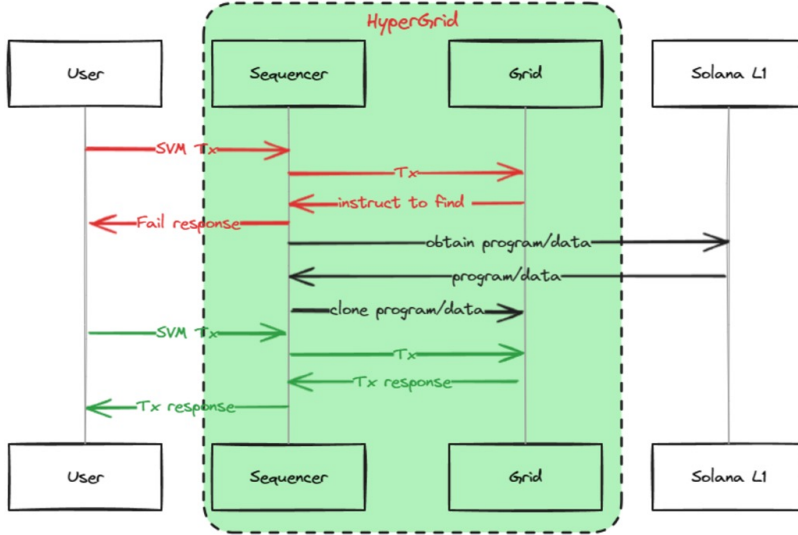 HyperGrid
User
Sequencer
Grid
Solana L1
SVM Tx
Tx
instruct to find
Fail response
obtain program/data
program/data
clone program/data
SVM Tx
Tx
Tx response
Tx response
User
Sequencer
Grid
Solana L1